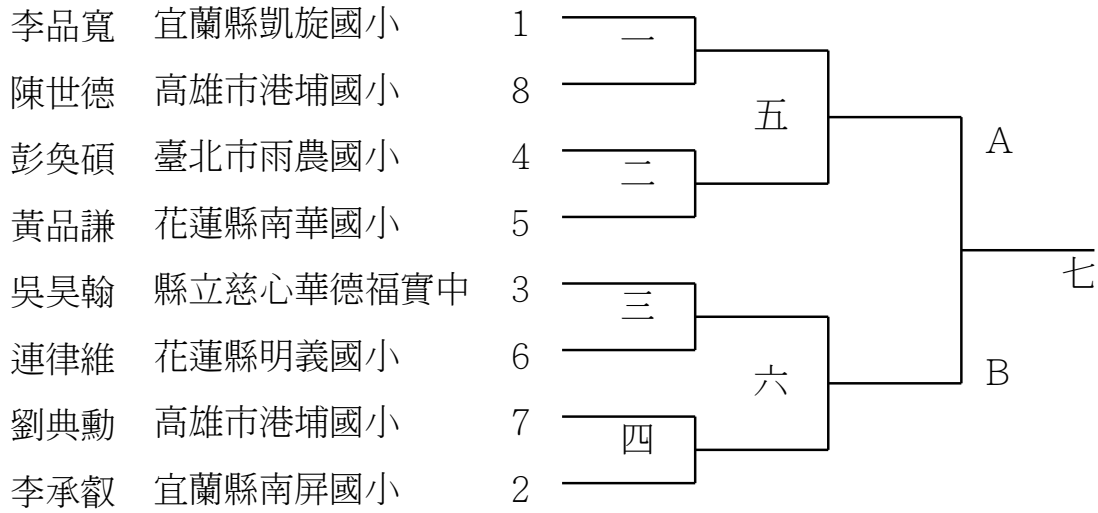 李品寬 宜蘭縣凱旋國小 1
一
陳世德 高雄市港埔國小 8
五
A
彭奐碩 臺北市雨農國小 4
二
黃品謙 花蓮縣南華國小 5
七
吳昊翰 縣立慈心華德福實中 3
三
連律維 花蓮縣明義國小 6
六
B
劉典勳 高雄市港埔國小 7
四
李承叡 宜蘭縣南屏國小 2